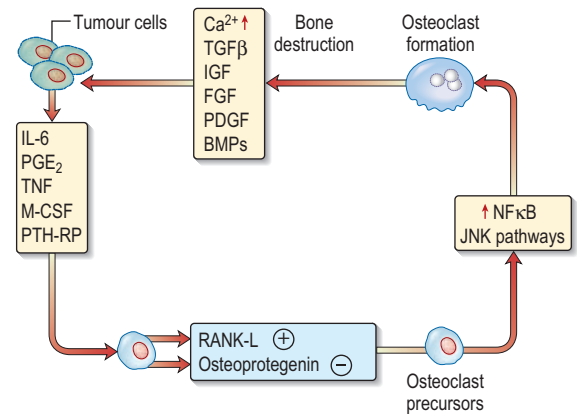 Tumour cells
Ca²⁺ ↑
TGFβ
IGF
FGF
PDGF
BMPs
Bone
destruction
Osteoclast
formation
IL-6
PGE₂
TNF
M-CSF
PTH-RP
↑ NFκB
JNK pathways
RANK-L +
Osteoprotegenin −
Osteoclast
precursors